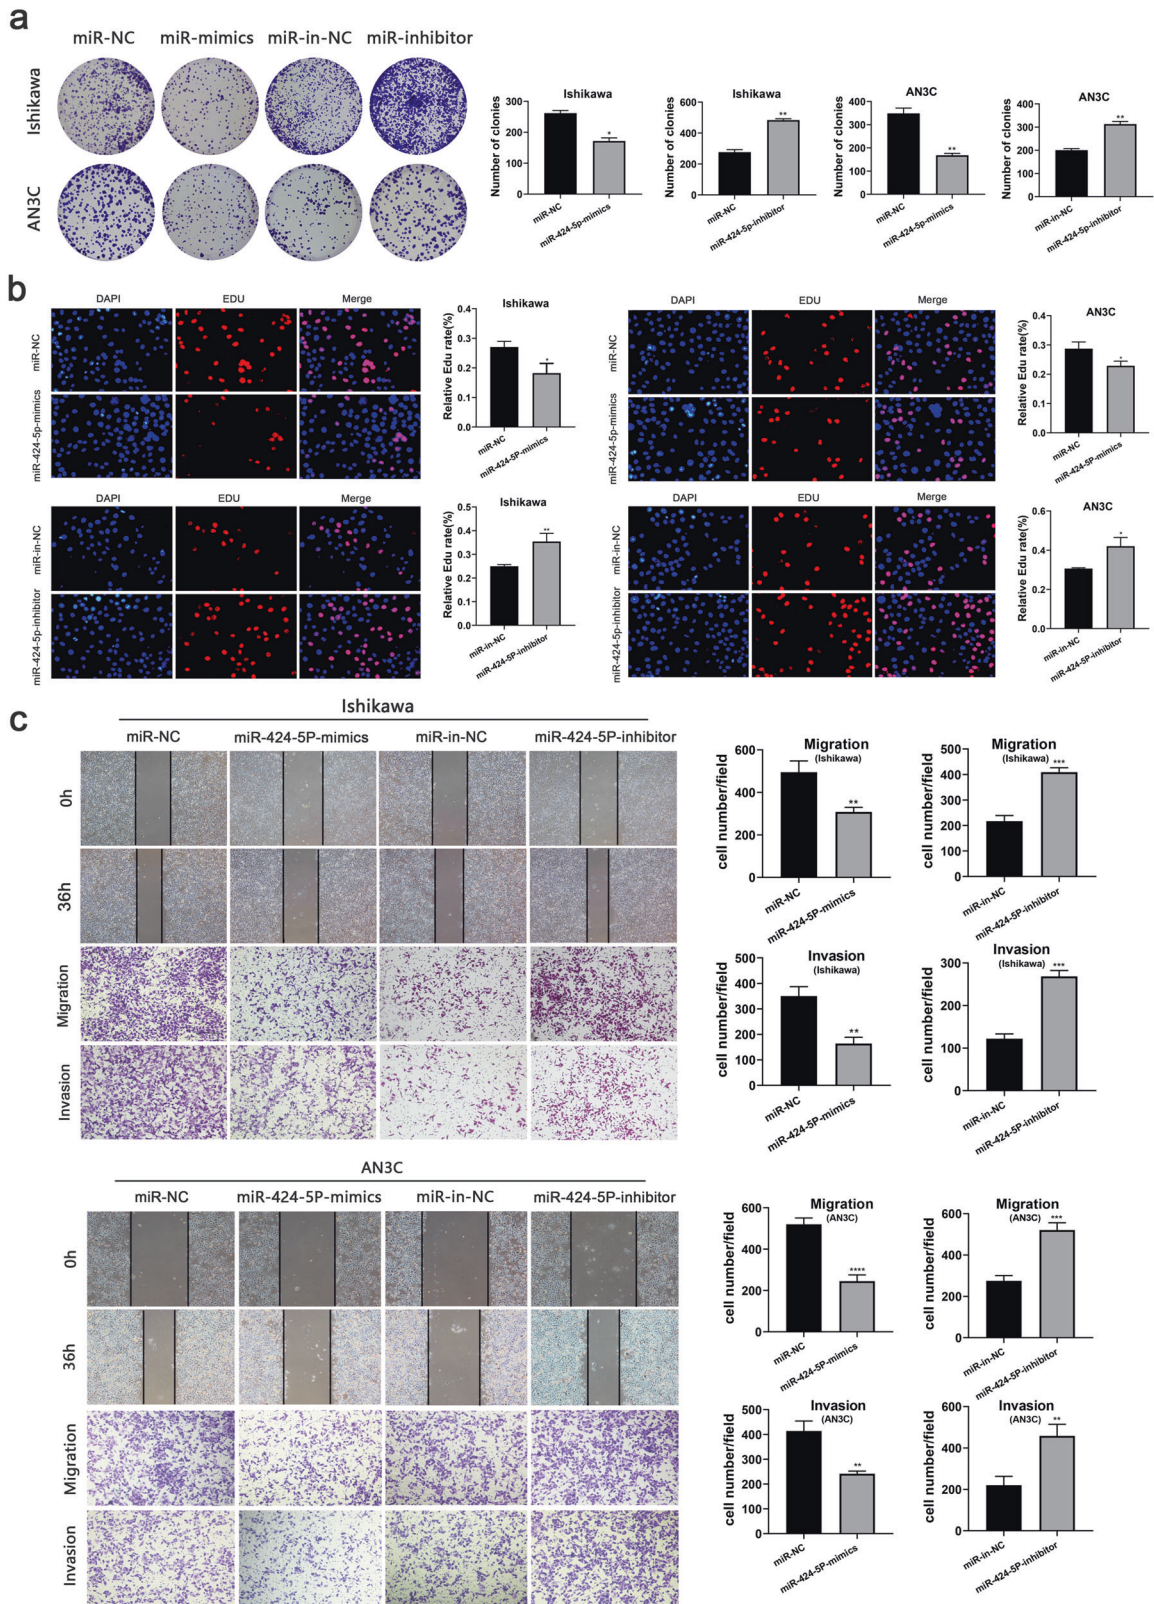 a
miR-NC miR-mimics miR-in-NC miR-inhibitor
Ishikawa
AN3C
Ishikawa
Number of clonies
300
200
100
0
*
miR-NC
miR-424-5p-mimics
Ishikawa
Number of clonies
600
400
200
0
**
miR-NC
miR-424-5p-inhibitor
AN3C
Number of clonies
400
300
200
100
0
**
miR-NC
miR-424-5p-mimics
AN3C
Number of clonies
400
300
200
100
0
**
miR-in-NC
miR-424-5p-inhibitor
b
DAPI EDU Merge
miR-NC
miR-424-5p-mimics
Ishikawa
Relative Edu rate(%)
0.4
0.3
0.2
0.1
0.0
*
miR-NC
miR-424-5P-mimics
DAPI EDU Merge
miR-NC
miR-424-5p-mimics
AN3C
Relative Edu rate(%)
0.4
0.3
0.2
0.1
0.0
*
miR-NC
miR-424-5P-mimics
DAPI EDU Merge
miR-in-NC
miR-424-5p-inhibitor
Ishikawa
Relative Edu rate(%)
0.5
0.4
0.3
0.2
0.1
0.0
**
miR-in-NC
miR-424-5P-inhibitor
DAPI EDU Merge
miR-in-NC
miR-424-5p-inhibitor
AN3C
Relative Edu rate(%)
0.6
0.4
0.2
0.0
*
miR-in-NC
miR-424-5P-inhibitor
c
Ishikawa
miR-NC miR-424-5P-mimics miR-in-NC miR-424-5P-inhibitor
0h
36h
Migration
Invasion
Migration
(Ishikawa)
cell number/field
600
400
200
0
**
miR-NC
miR-424-5P-mimics
Migration
(Ishikawa)
cell number/field
500
400
300
200
100
0
***
miR-in-NC
miR-424-5P-inhibitor
Invasion
(Ishikawa)
cell number/field
500
400
300
200
100
0
**
miR-NC
miR-424-5P-mimics
Invasion
(Ishikawa)
cell number/field
300
200
100
0
***
miR-in-NC
miR-424-5P-inhibitor
AN3C
miR-NC miR-424-5P-mimics miR-in-NC miR-424-5P-inhibitor
0h
36h
Migration
Invasion
Migration
(AN3C)
cell number/field
600
400
200
0
****
miR-NC
miR-424-5P-mimics
Migration
(AN3C)
cell number/field
600
400
200
0
***
miR-in-NC
miR-424-5P-inhibitor
Invasion
(AN3C)
cell number/field
500
400
300
200
100
0
**
miR-NC
miR-424-5P-mimics
Invasion
(AN3C)
cell number/field
600
400
200
0
**
miR-in-NC
miR-424-5P-inhibitor